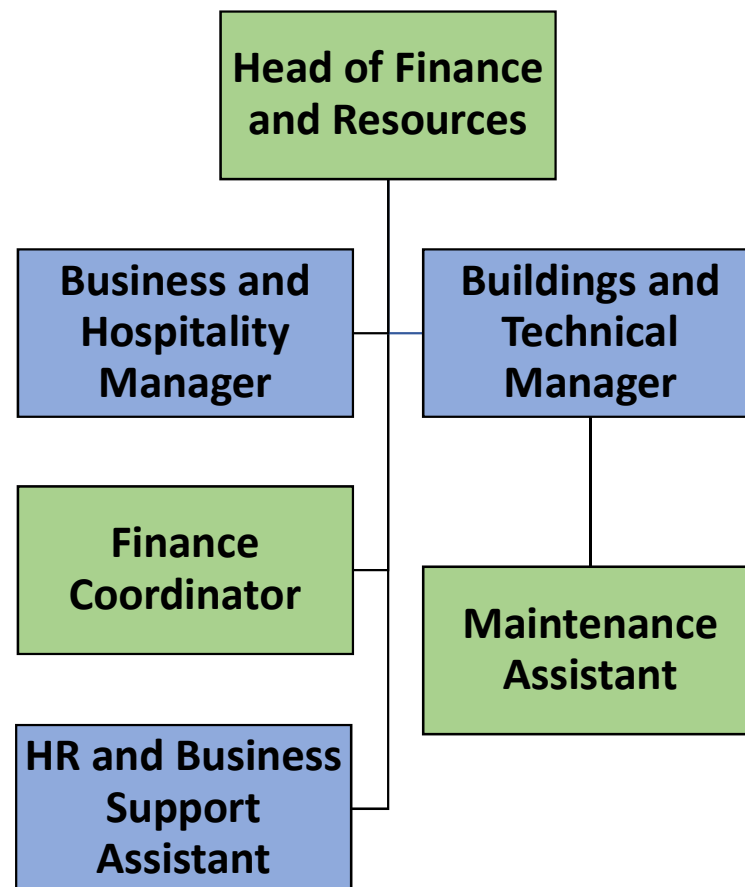 Head of Finance
and Resources
Business and
Hospitality
Manager
Buildings and
Technical
Manager
Finance
Coordinator
Maintenance
Assistant
HR and Business
Support
Assistant